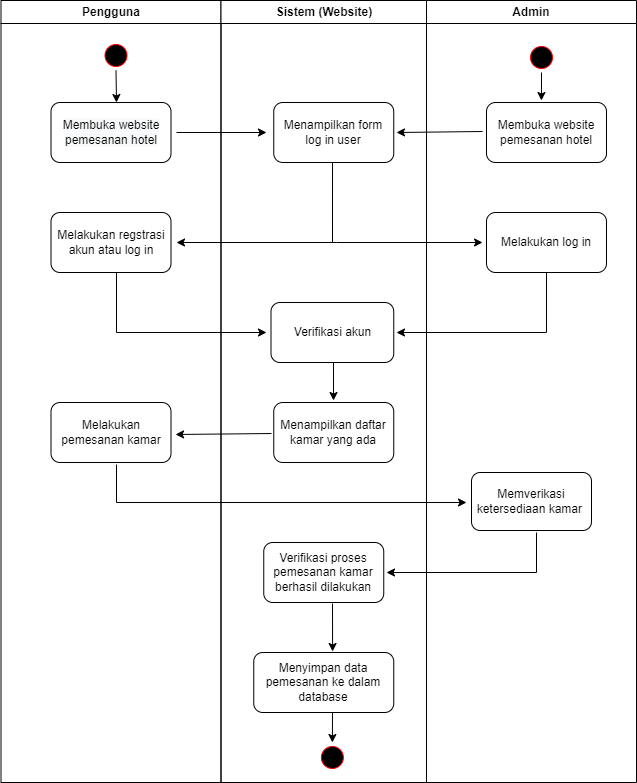 Pengguna
Sistem (Website)
Admin
Membuka website
pemesanan hotel
Menampilkan form
log in user
Membuka website
pemesanan hotel
Melakukan regstrasi
akun atau log in
Melakukan log in
Verifikasi akun
Melakukan
pemesanan kamar
Menampilkan daftar
kamar yang ada
Memverikasi
ketersediaan kamar
Verifikasi proses
pemesanan kamar
berhasil dilakukan
Menyimpan data
pemesanan ke dalam
database